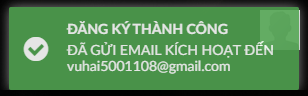 ĐĂNG KÝ THÀNH CÔNG
ĐÃ GỬI EMAIL KÍCH HOẠT ĐẾN
vuhai5001108@gmail.com